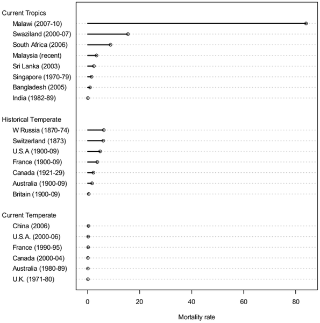 Current Tropics
Malawi (2007-10)
Swaziland (2000-07)
South Africa (2006)
Malaysia (recent)
Sri Lanka (2003)
Singapore (1970-79)
Bangladesh (2005)
India (1982-89)
Historical Temperate
W Russia (1870-74)
Switzerland (1873)
U.S.A (1900-09)
France (1900-09)
Canada (1921-29)
Australia (1900-09)
Britain (1900-09)
Current Temperate
China (2006)
U.S.A. (2000-06)
France (1990-95)
Canada (2000-04)
Australia (1980-89)
U.K. (1971-80)
0 20 40 60 80
Mortality rate